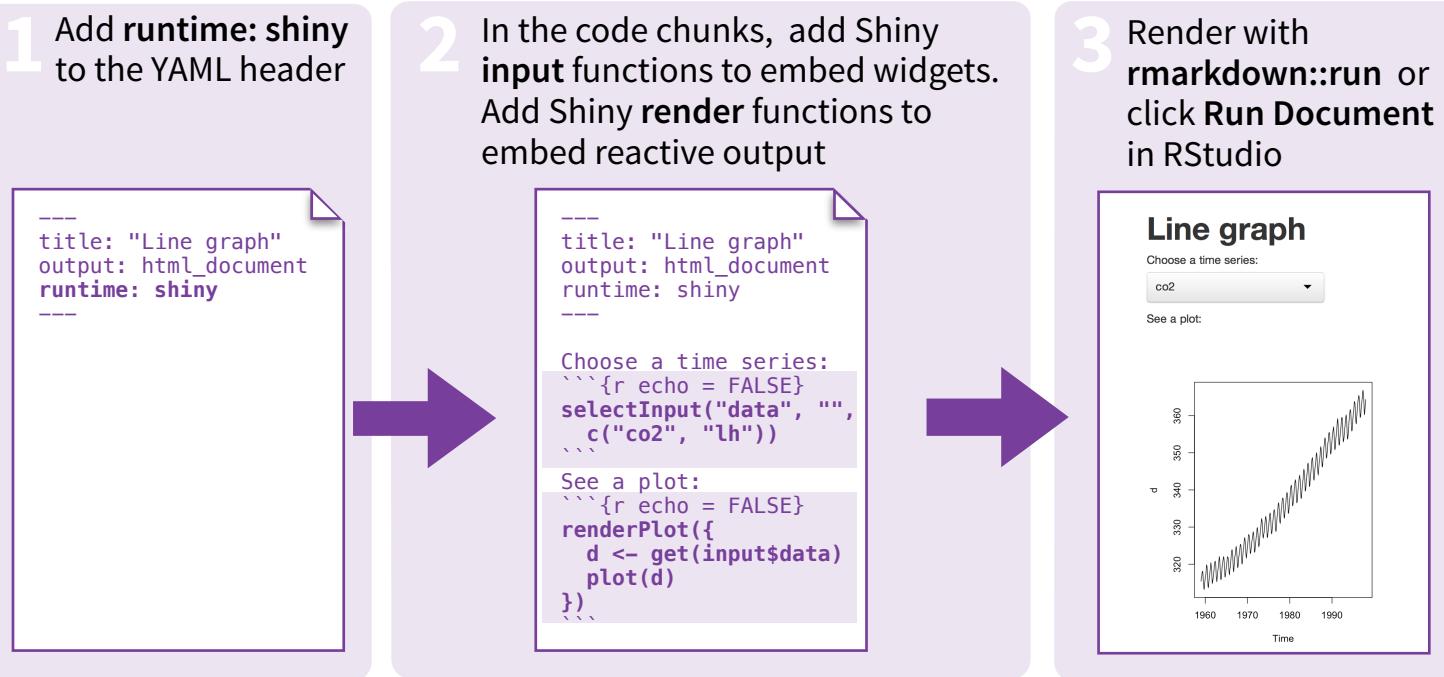 1
Add runtime: shiny
to the YAML header
---
title: "Line graph"
output: html_document
runtime: shiny
---
2
In the code chunks, add Shiny
input functions to embed widgets.
Add Shiny render functions to
embed reactive output
---
title: "Line graph"
output: html_document
runtime: shiny
---
Choose a time series:
```{r echo = FALSE}
selectInput("data", "",
  c("co2", "lh"))
```
See a plot:
```{r echo = FALSE}
renderPlot({
  d <- get(input$data)
  plot(d)
})
```
3
Render with
rmarkdown::run or
click Run Document
in RStudio
Line graph
Choose a time series:
co2
See a plot:
360
350
340
330
320
d
1960 1970 1980 1990
Time